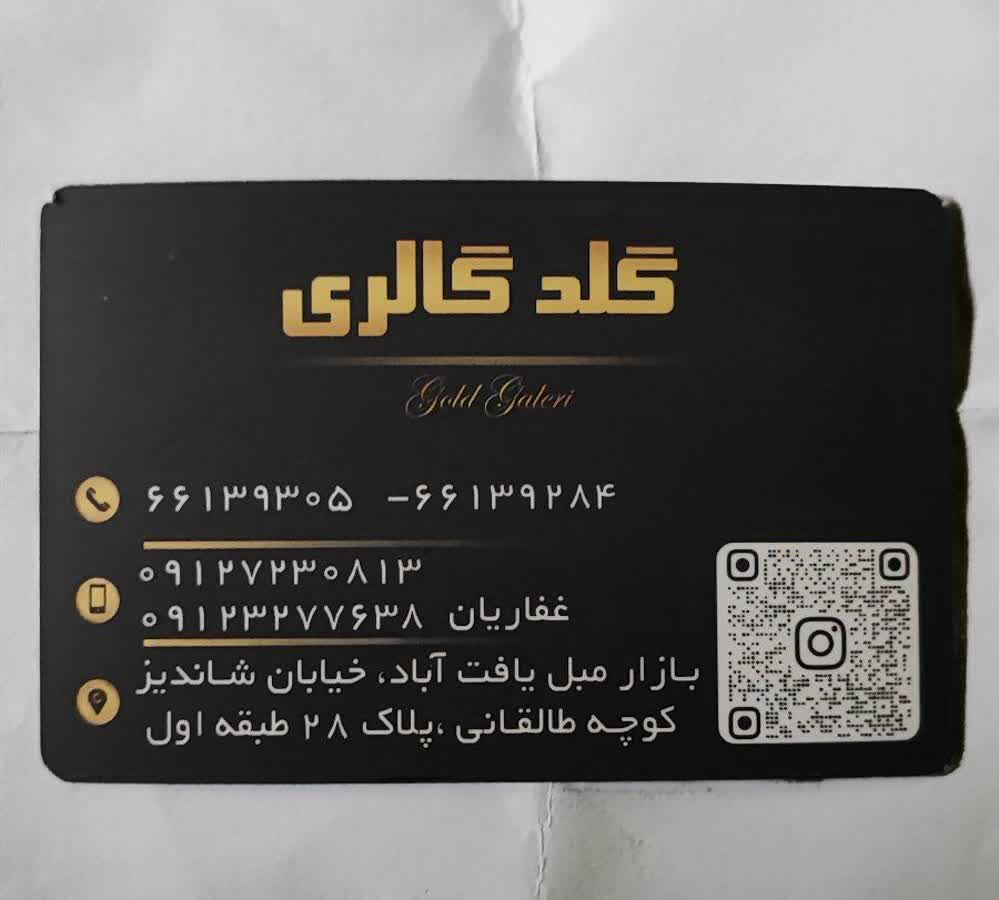 گلد گالری
Gold Galeri
۶۶۱۳۹۳۰۵ -۶۶۱۳۹۲۸۴
۰۹۱۲۷۲۳۰۸۱۳
۰۹۱۲۳۲۷۷۶۳۸ غفاریان
بازار مبل یافت آباد، خیابان شاندیز
کوچه طالقانی ،پلاک ۲۸ طبقه اول